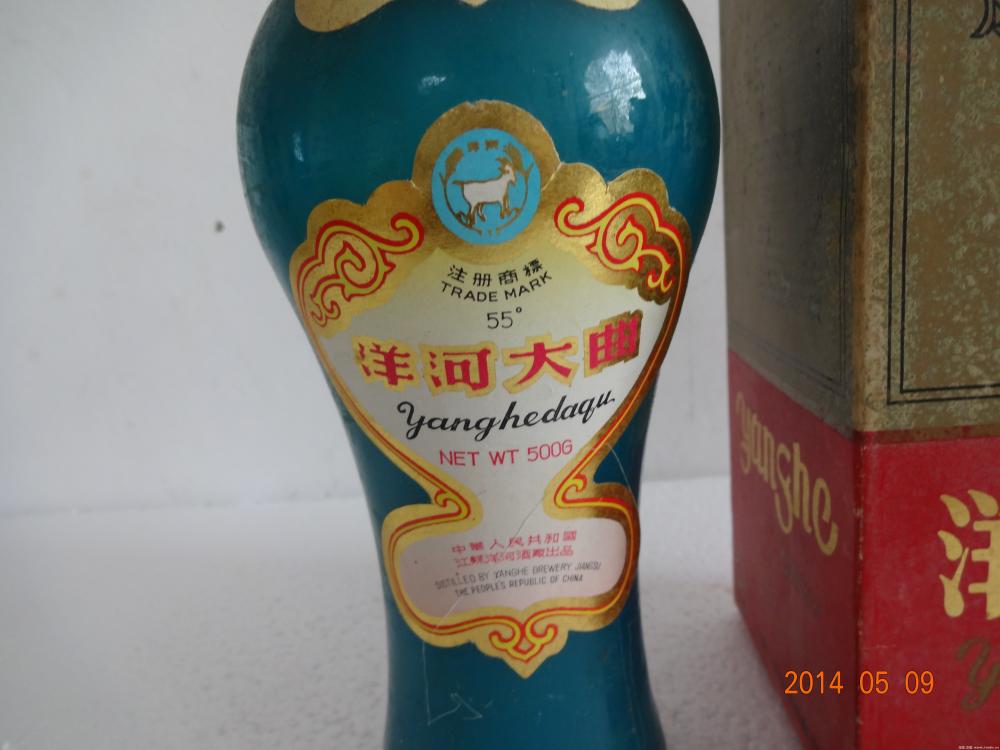 注册商標
TRADE MARK
55°
洋河大曲
Yanghedaqu
NET WT 500G
中華人民共和國
江蘇洋河酒廠出品
DISTILLED BY YANGHE BREWERY JIANGSU
THE PEOPLE'S REPUBLIC OF CHINA
yanghe
洋
2014 05 09